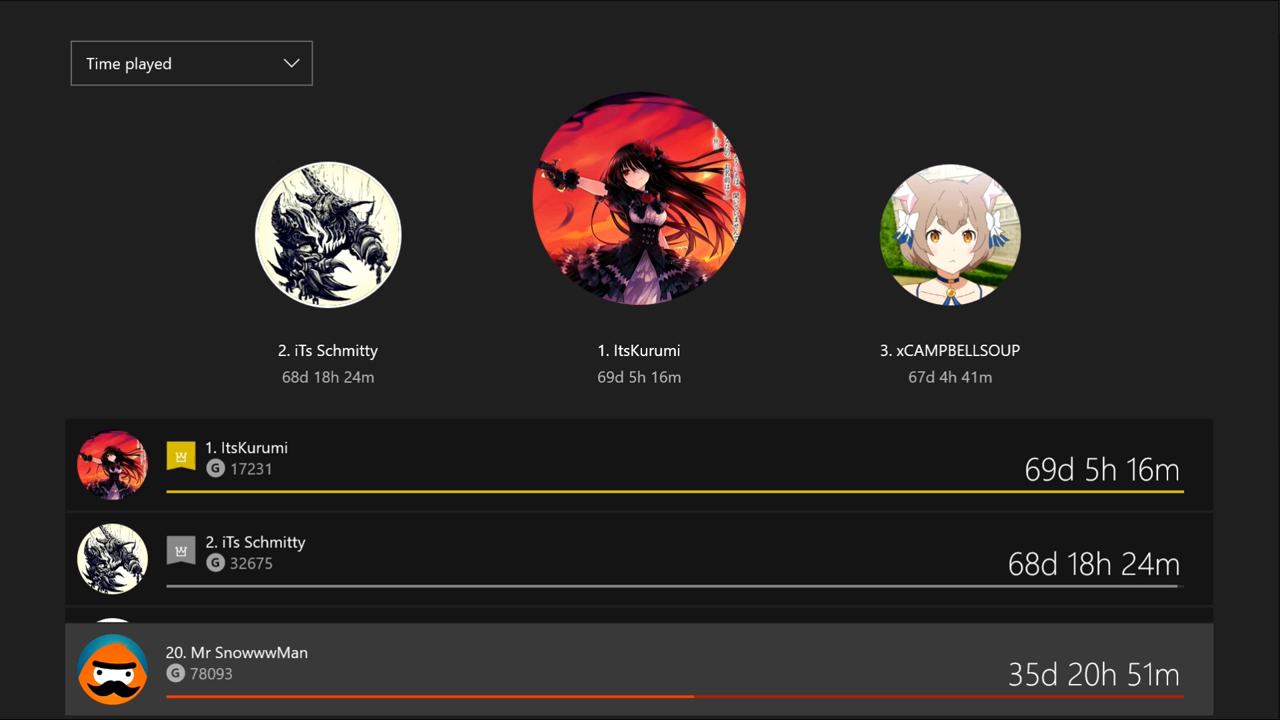 Time played
2. iTs Schmitty
68d 18h 24m
1. ItsKurumi
69d 5h 16m
3. xCAMPBELLSOUP
67d 4h 41m
1. ItsKurumi
G 17231
69d 5h 16m
2. iTs Schmitty
G 32675
68d 18h 24m
20. Mr SnowwwMan
G 78093
35d 20h 51m